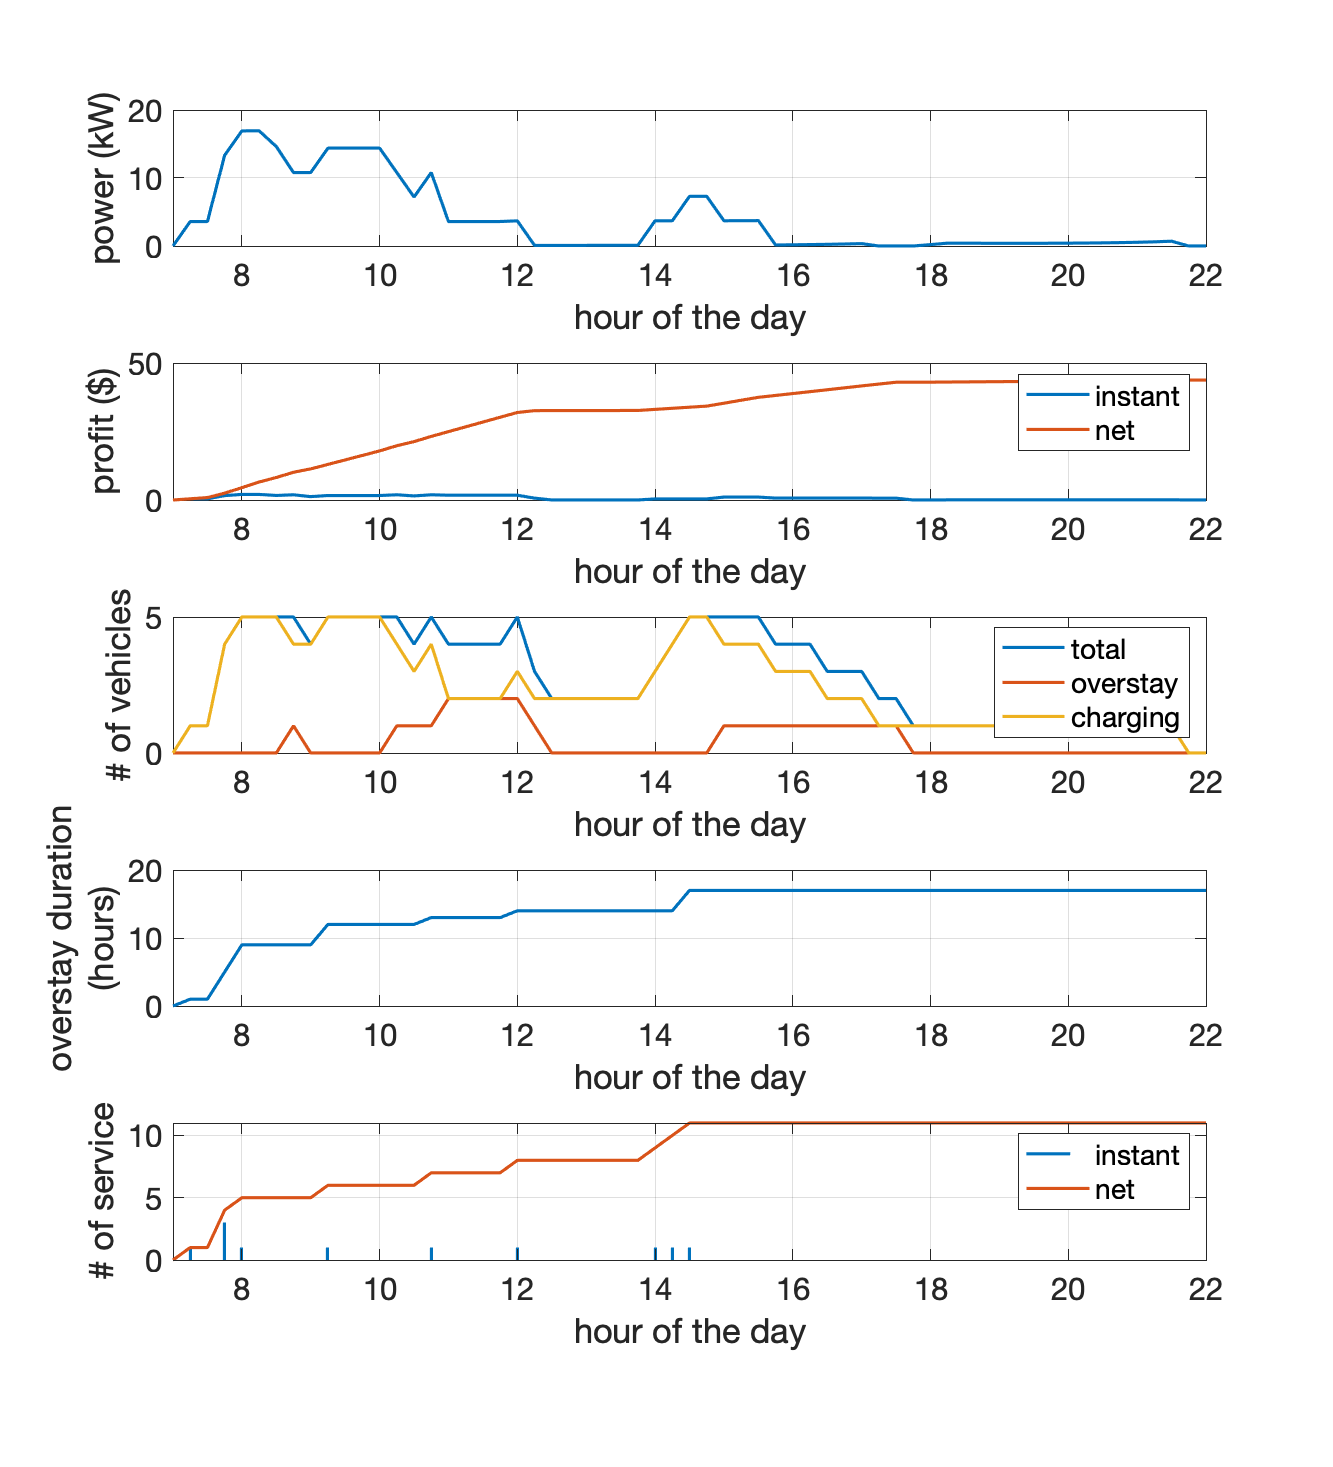 power (kW)
20
10
0
8 10 12 14 16 18 20 22
hour of the day
profit ($)
50
0
instant
net
8 10 12 14 16 18 20 22
hour of the day
# of vehicles
5
0
total
overstay
charging
8 10 12 14 16 18 20 22
hour of the day
overstay duration
(hours)
20
10
0
8 10 12 14 16 18 20 22
hour of the day
# of service
10
5
0
instant
net
8 10 12 14 16 18 20 22
hour of the day